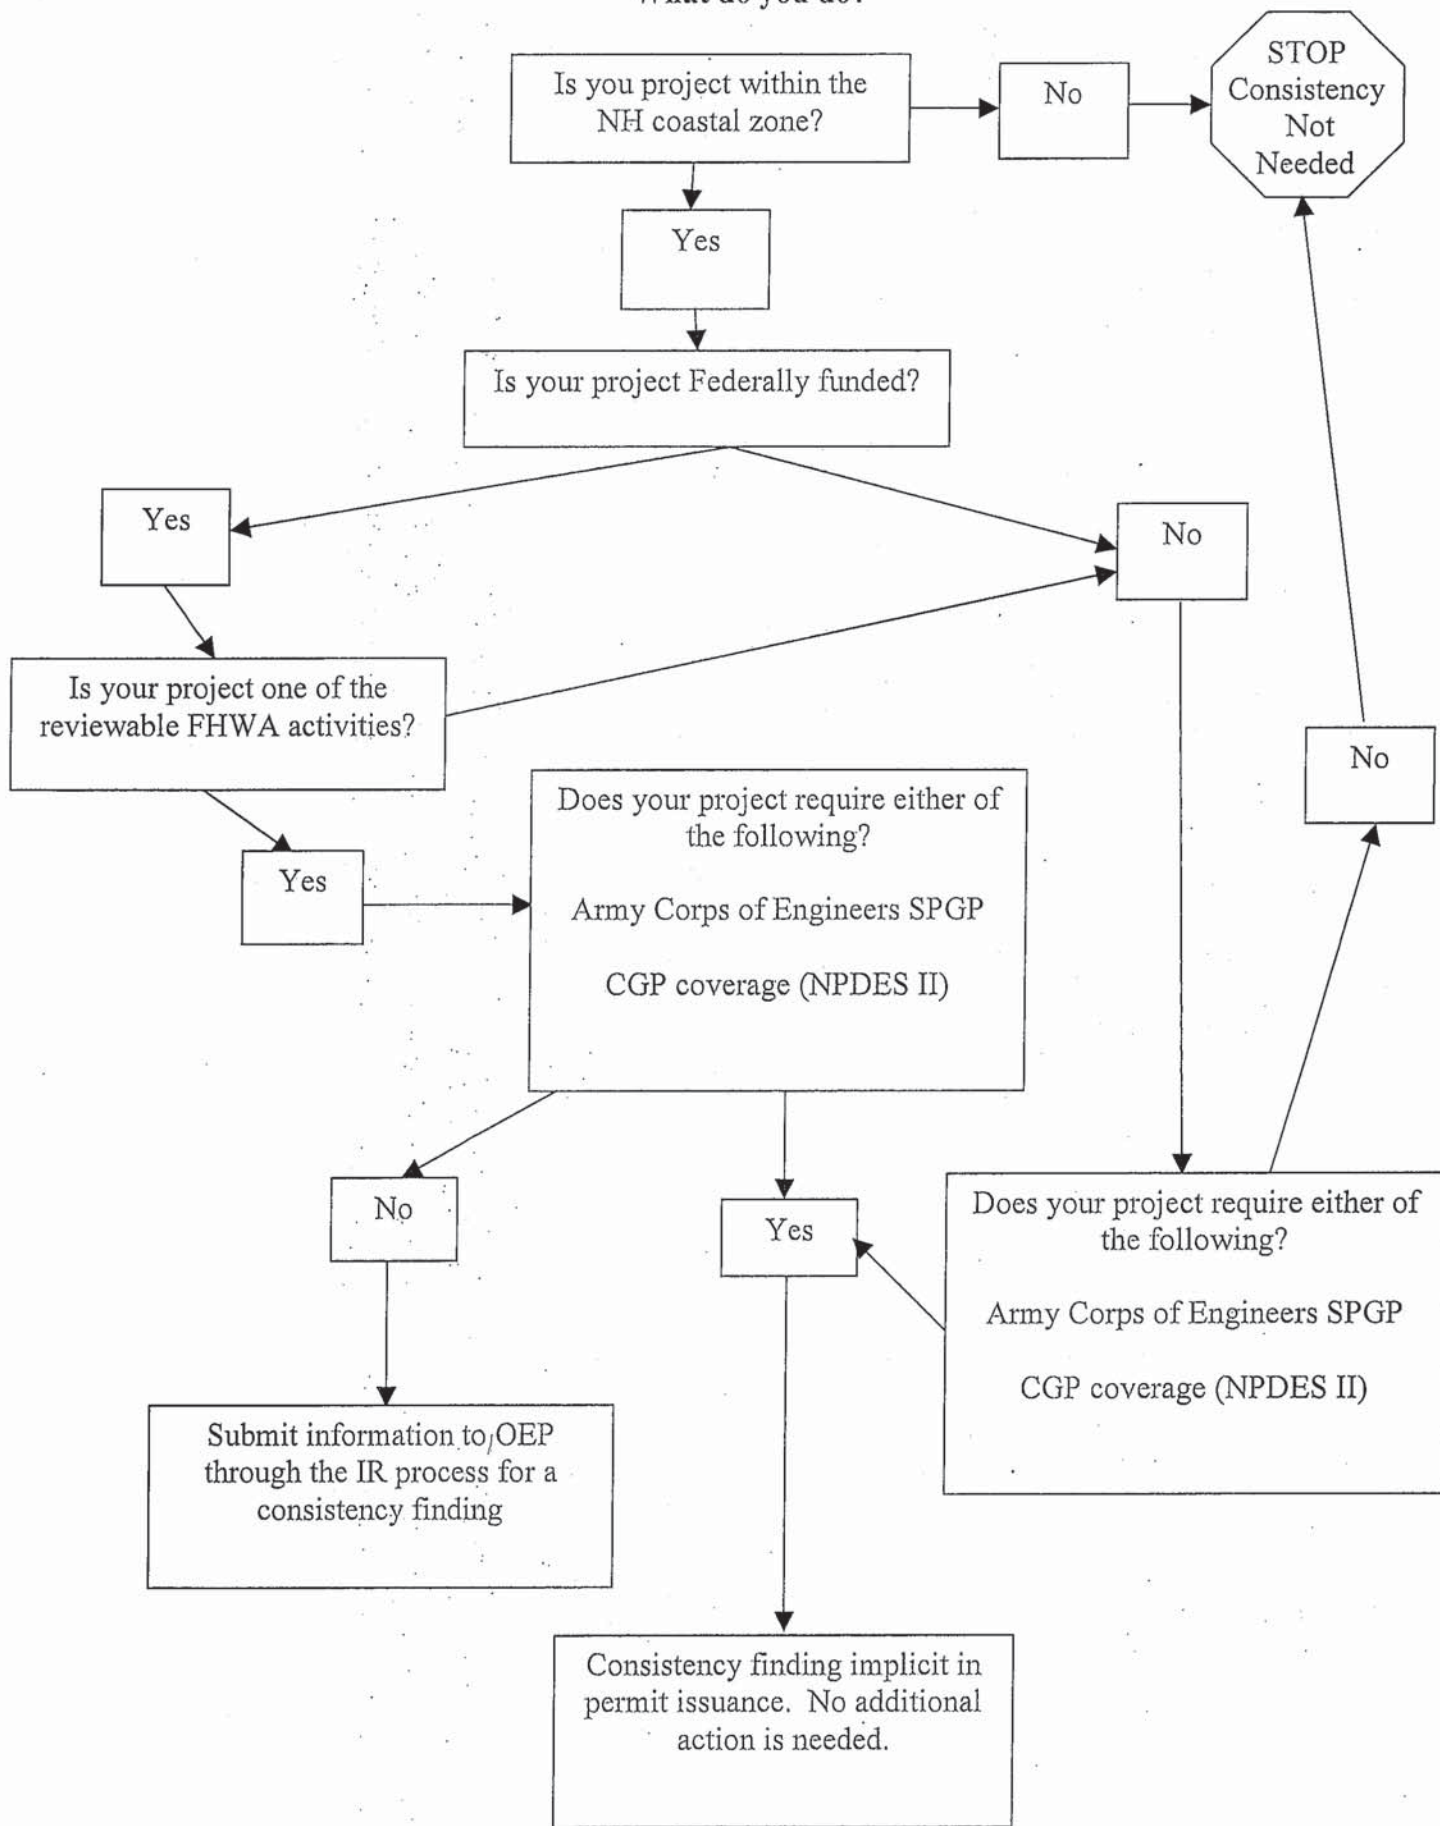 What do you do?
Is you project within the
NH coastal zone?
No
STOP
Consistency
Not
Needed
Yes
Is your project Federally funded?
Yes
No
Is your project one of the
reviewable FHWA activities?
No
Does your project require either of
the following?
Army Corps of Engineers SPGP
CGP coverage (NPDES II)
Yes
No
Yes
Does your project require either of
the following?
Army Corps of Engineers SPGP
CGP coverage (NPDES II)
Submit information to OEP
through the IR process for a
consistency finding
Consistency finding implicit in
permit issuance. No additional
action is needed.